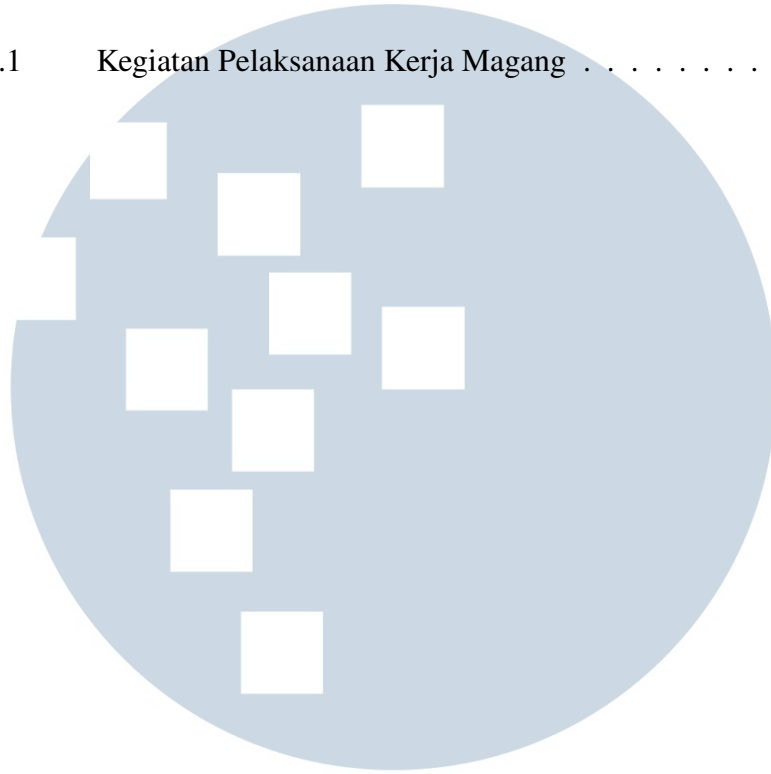 .1 Kegiatan Pelaksanaan Kerja Magang . . . . . . . .